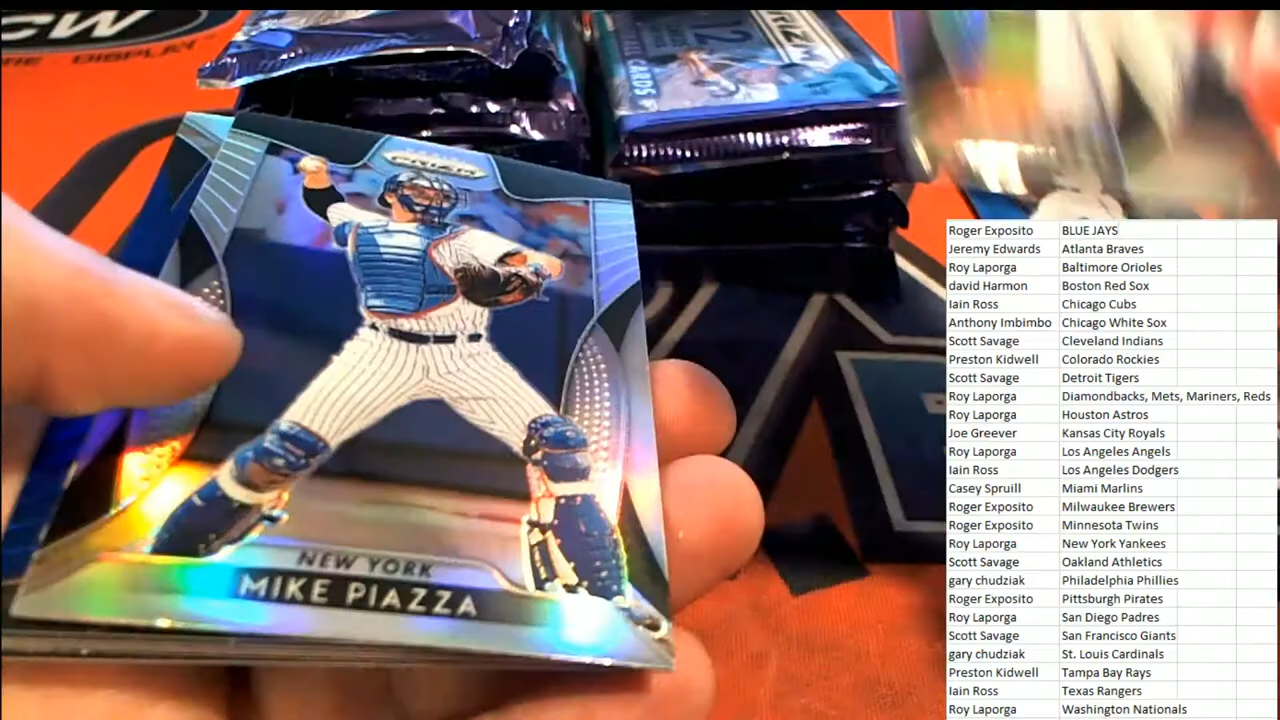 CW
RE · DISPLAY
PRIZM
12
CARDS
PRIZM
NEW YORK
MIKE PIAZZA
Roger Exposito BLUE JAYS
Jeremy Edwards Atlanta Braves
Roy Laporga Baltimore Orioles
david Harmon Boston Red Sox
Iain Ross Chicago Cubs
Anthony Imbimbo Chicago White Sox
Scott Savage Cleveland Indians
Preston Kidwell Colorado Rockies
Scott Savage Detroit Tigers
Roy Laporga Diamondbacks, Mets, Mariners, Reds
Roy Laporga Houston Astros
Joe Greever Kansas City Royals
Roy Laporga Los Angeles Angels
Iain Ross Los Angeles Dodgers
Casey Spruill Miami Marlins
Roger Exposito Milwaukee Brewers
Roger Exposito Minnesota Twins
Roy Laporga New York Yankees
Scott Savage Oakland Athletics
gary chudziak Philadelphia Phillies
Roger Exposito Pittsburgh Pirates
Roy Laporga San Diego Padres
Scott Savage San Francisco Giants
gary chudziak St. Louis Cardinals
Preston Kidwell Tampa Bay Rays
Iain Ross Texas Rangers
Roy Laporga Washington Nationals